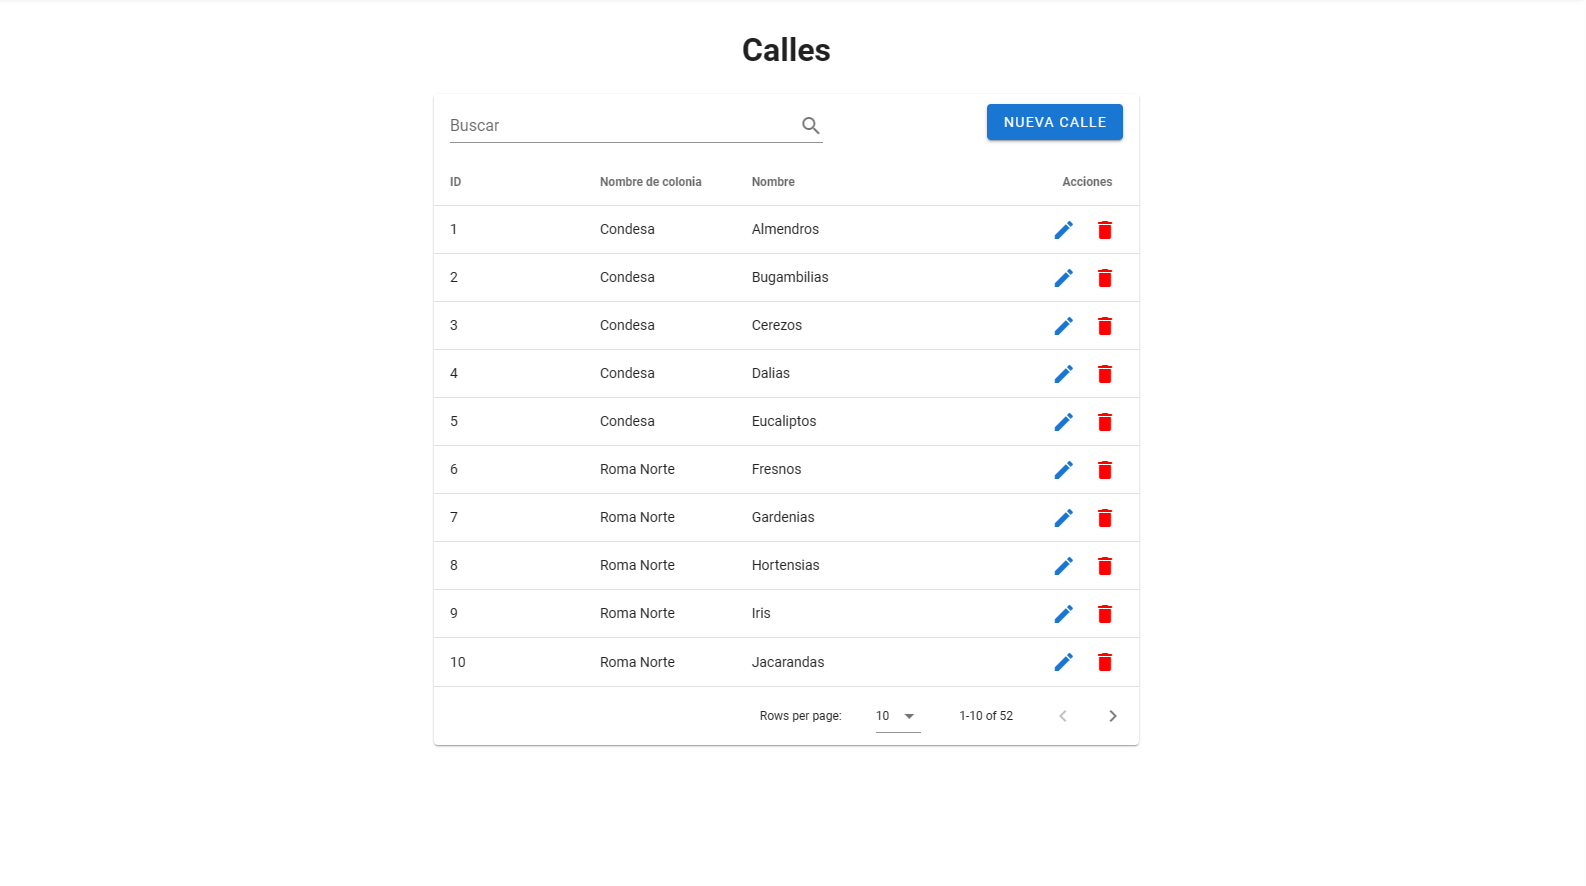 Calles
Buscar
NUEVA CALLE
ID Nombre de colonia Nombre Acciones
1 Condesa Almendros
2 Condesa Bugambilias
3 Condesa Cerezos
4 Condesa Dalias
5 Condesa Eucaliptos
6 Roma Norte Fresnos
7 Roma Norte Gardenias
8 Roma Norte Hortensias
9 Roma Norte Iris
10 Roma Norte Jacarandas
Rows per page: 10 1-10 of 52